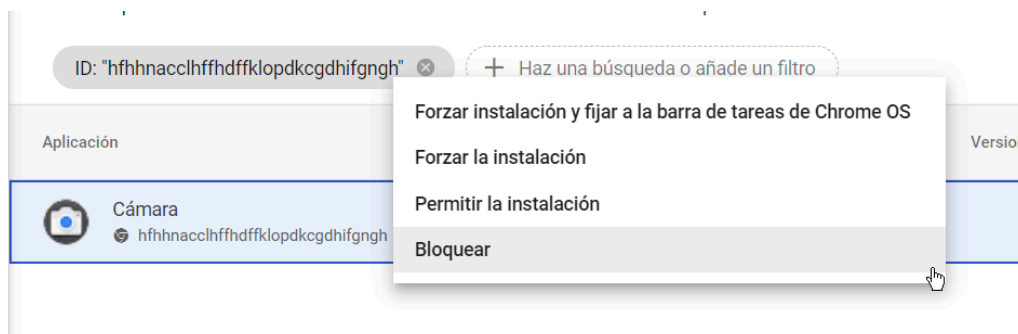 ID: "hfhhnacclhffhdffklopdkcgdhifgngh"
Haz una búsqueda o añade un filtro
Forzar instalación y fijar a la barra de tareas de Chrome OS
Aplicación
Versio
Forzar la instalación
Cámara
Permitir la instalación
hfhhnacclhffhdffklopdkcgdhifgngh
Bloquear